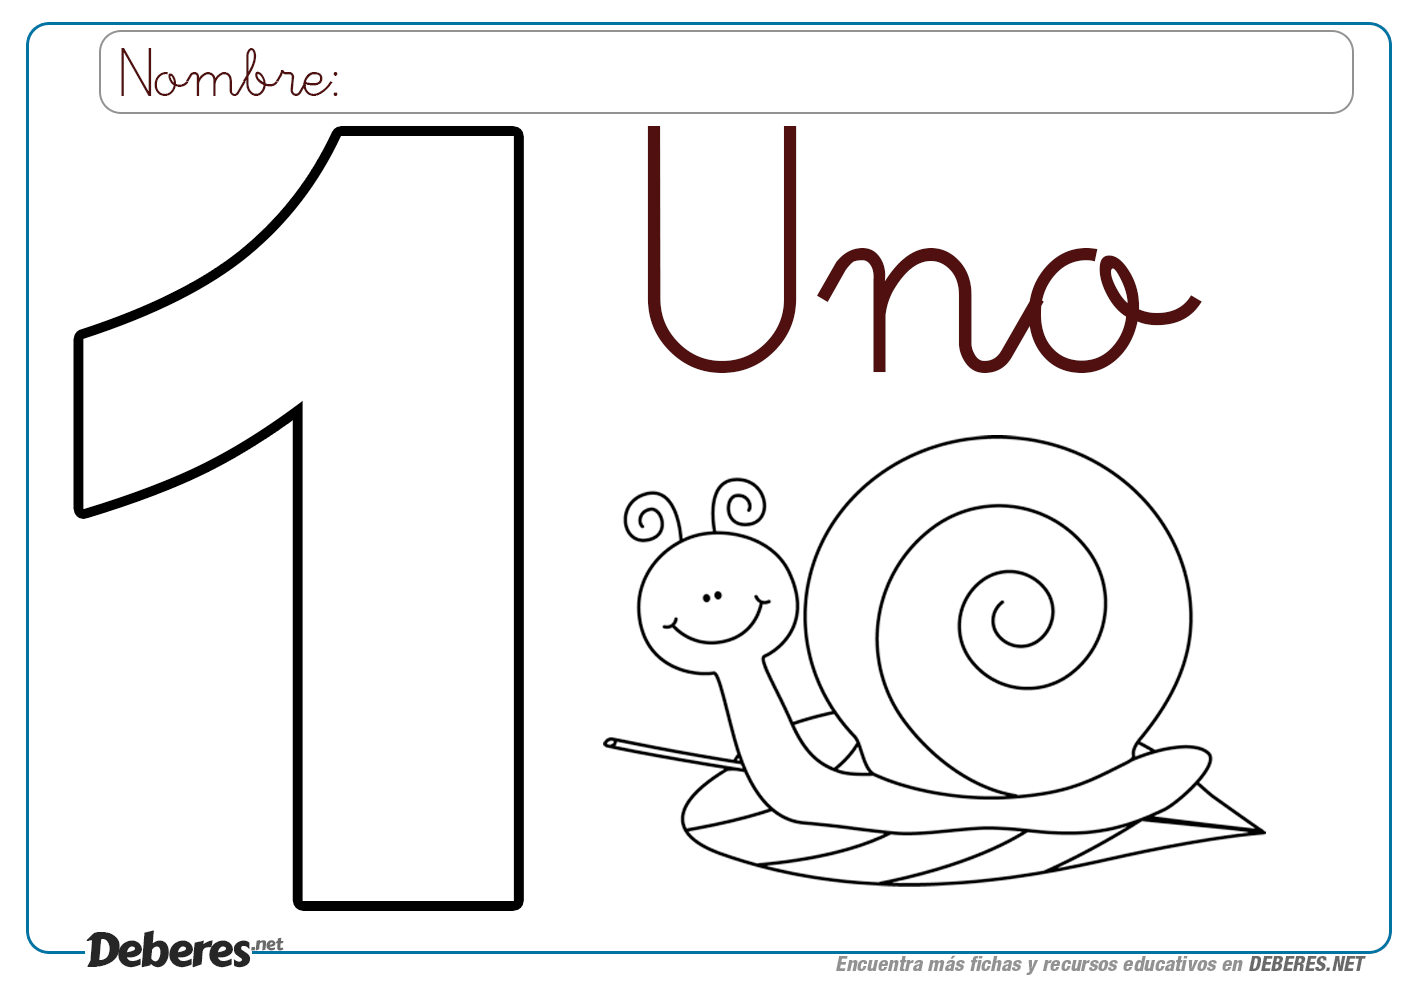 Nombre:
1
Uno
Deberes.net
Encuentra más fichas y recursos educativos en DEBERES.NET